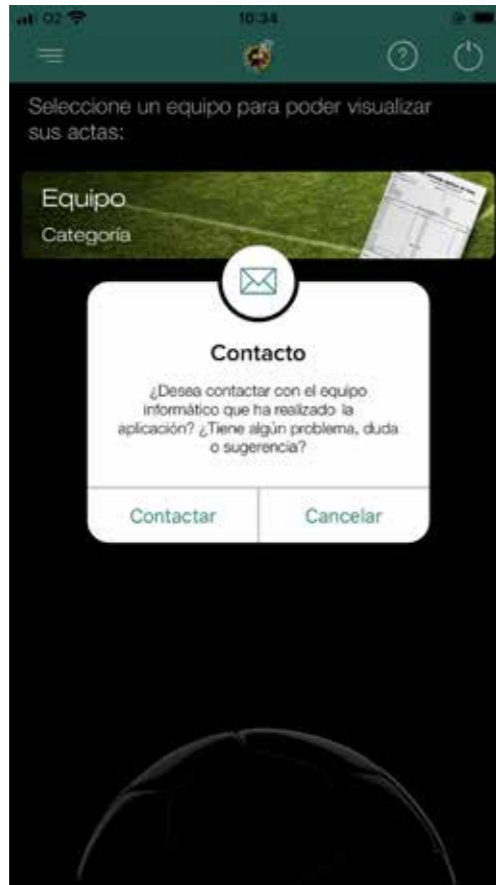 O2
10:34
Seleccione un equipo para poder visualizar
sus actas:
Equipo
Categoría
Contacto
¿Desea contactar con el equipo
informático que ha realizado la
aplicación? ¿Tiene algún problema, duda
o sugerencia?
Contactar
Cancelar